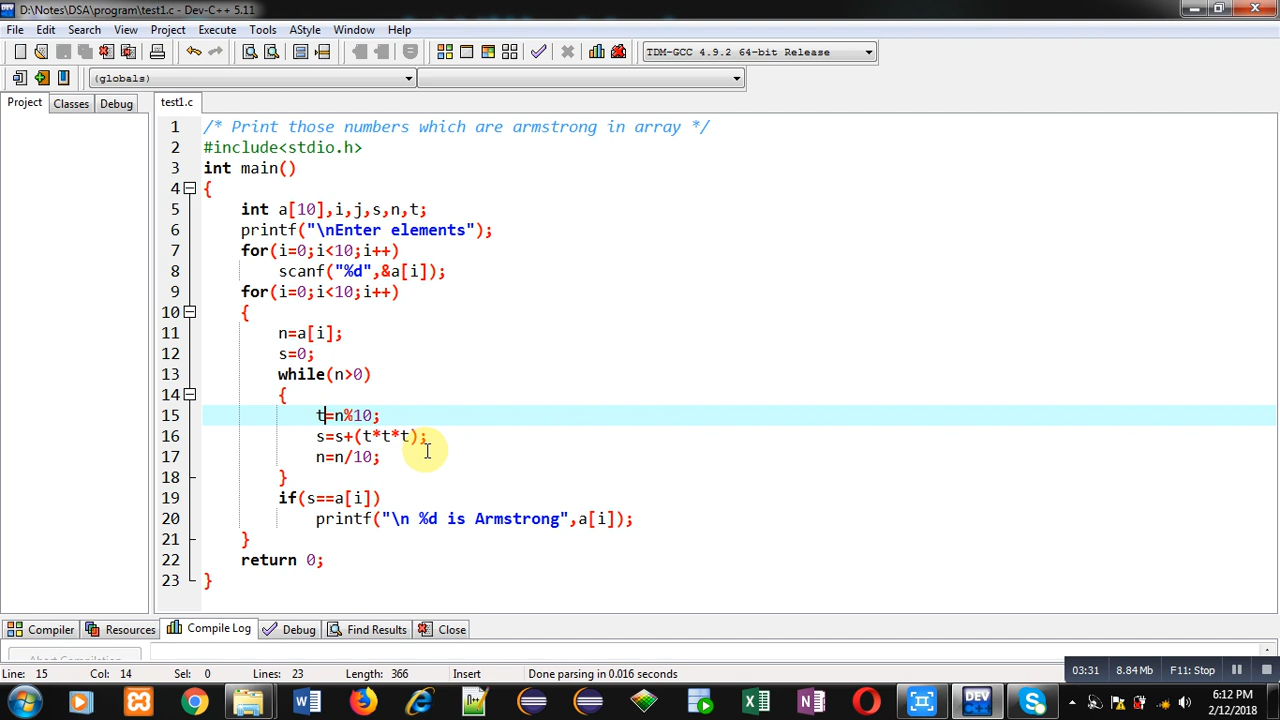 D:\Notes\DSA\program\test1.c - Dev-C++ 5.11
File Edit Search View Project Execute Tools AStyle Window Help
TDM-GCC 4.9.2 64-bit Release
(globals)
Project Classes Debug test1.c
1 /* Print those numbers which are armstrong in array */
2 #include<stdio.h>
3 int main()
4 {
5 int a[10],i,j,s,n,t;
6 printf("\nEnter elements");
7 for(i=0;i<10;i++)
8 scanf("%d",&a[i]);
9 for(i=0;i<10;i++)
10 {
11 n=a[i];
12 s=0;
13 while(n>0)
14 {
15 t=n%10;
16 s=s+(t*t*t);
17 n=n/10;
18 }
19 if(s==a[i])
20 printf("\n %d is Armstrong",a[i]);
21 }
22 return 0;
23 }
Compiler Resources Compile Log Debug Find Results Close
Abort Compilation
03:31 8.84 Mb F11: Stop
Line: 15 Col: 14 Sel: 0 Lines: 23 Length: 366 Insert Done parsing in 0.016 seconds
DEV
6:12 PM
2/12/2018